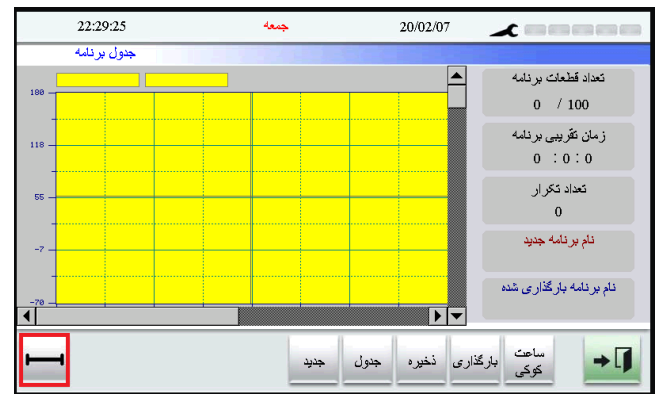 22:29:25
جمعه
20/02/07
جدول برنامه
180
118
55
-7
-70
تعداد قطعات برنامه
0 / 100
زمان تقریبی برنامه
0 : 0 : 0
تعداد تکرار
0
نام برنامه جدید
نام برنامه بارگذاری شده
جدید
جدول
ذخیره
بارگذاری
ساعت
کوکی